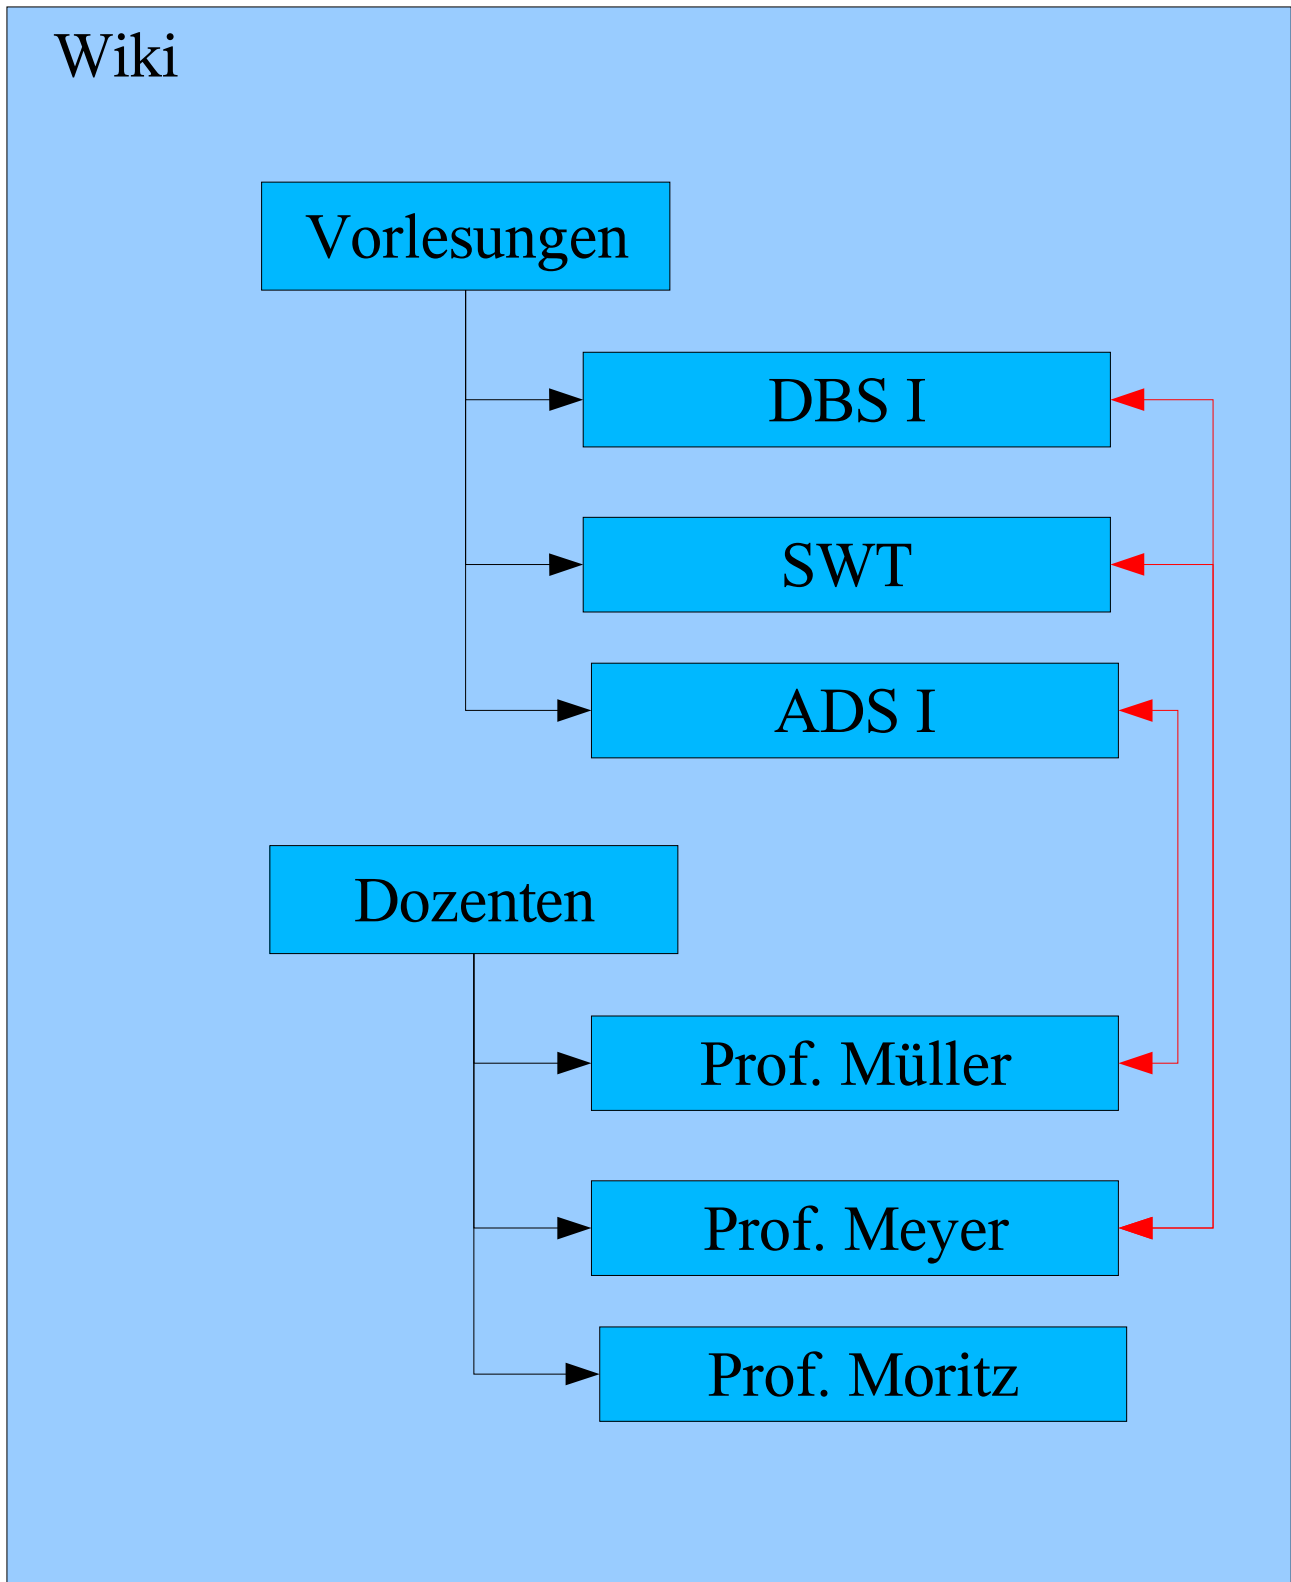 Wiki
Vorlesungen
DBS I
SWT
ADS I
Dozenten
Prof. Müller
Prof. Meyer
Prof. Moritz